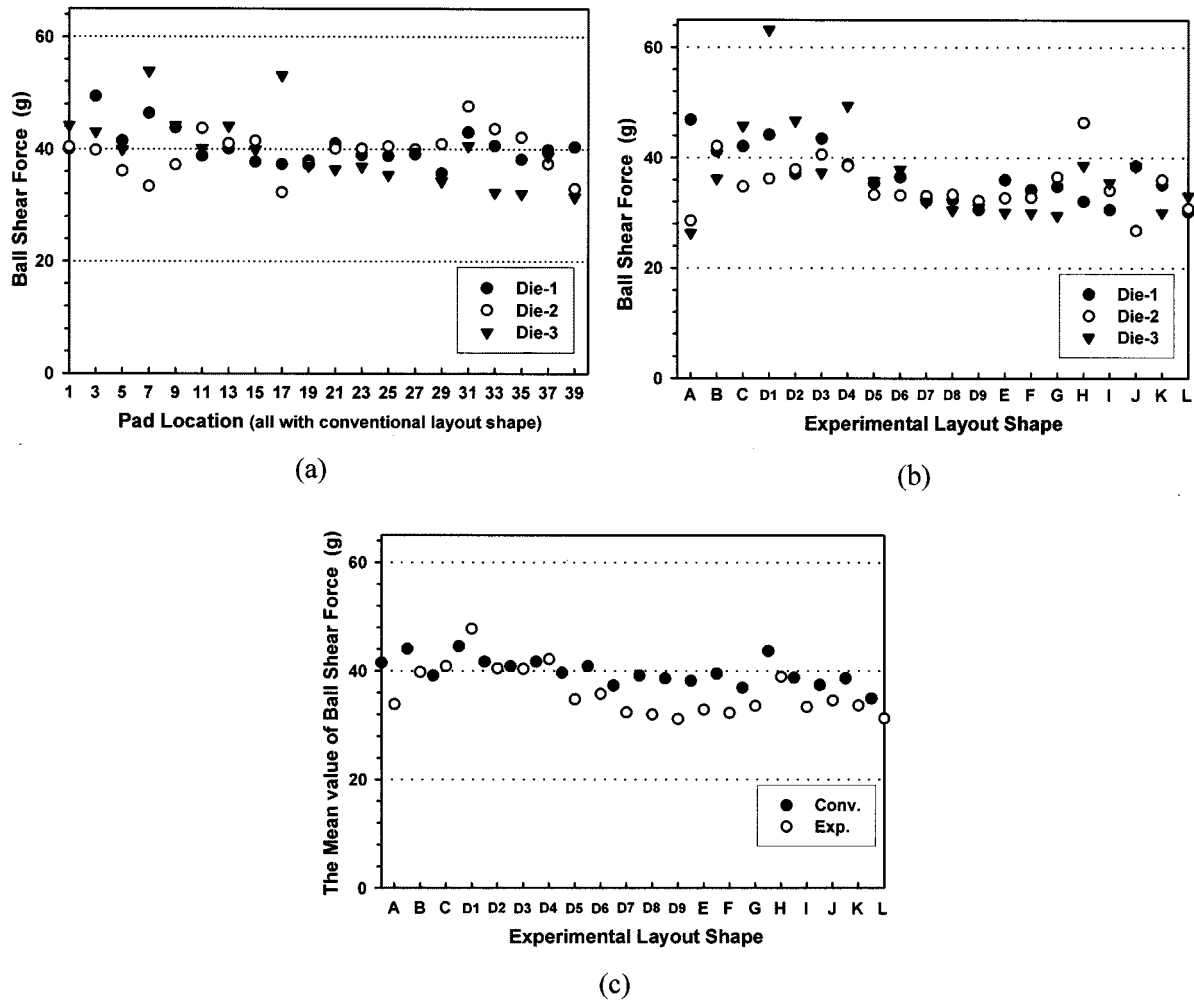 60
40
20
0
Ball Shear Force (g)
Die-1
Die-2
Die-3
1 3 5 7 9 11 13 15 17 19 21 23 25 27 29 31 33 35 37 39
Pad Location (all with conventional layout shape)
(a)
60
40
20
0
Ball Shear Force (g)
Die-1
Die-2
Die-3
A B C D1 D2 D3 D4 D5 D6 D7 D8 D9 E F G H I J K L
Experimental Layout Shape
(b)
60
40
20
0
The Mean value of Ball Shear Force (g)
Conv.
Exp.
A B C D1 D2 D3 D4 D5 D6 D7 D8 D9 E F G H I J K L
Experimental Layout Shape
(c)